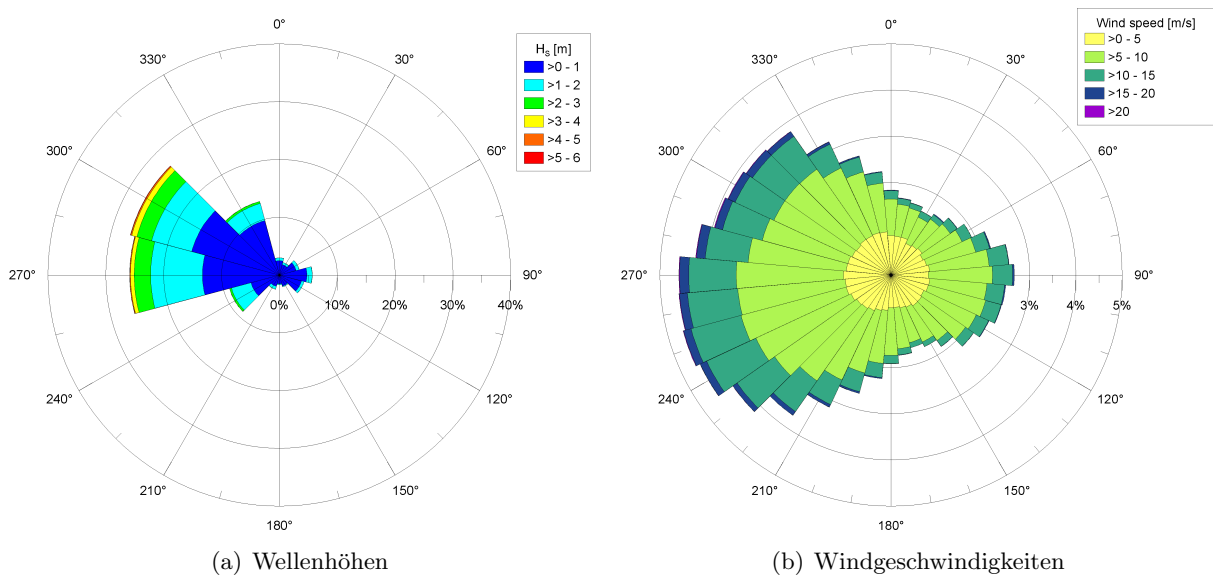 0°
30°
60°
90°
120°
150°
180°
210°
240°
270°
300°
330°
0%
10%
20%
30%
40%
Hs [m]
>0 - 1
>1 - 2
>2 - 3
>3 - 4
>4 - 5
>5 - 6
(a) Wellenhöhen
0°
30°
60°
90°
120°
150°
180°
210°
240°
270°
300°
330°
3%
4%
5%
Wind speed [m/s]
>0 - 5
>5 - 10
>10 - 15
>15 - 20
>20
(b) Windgeschwindigkeiten